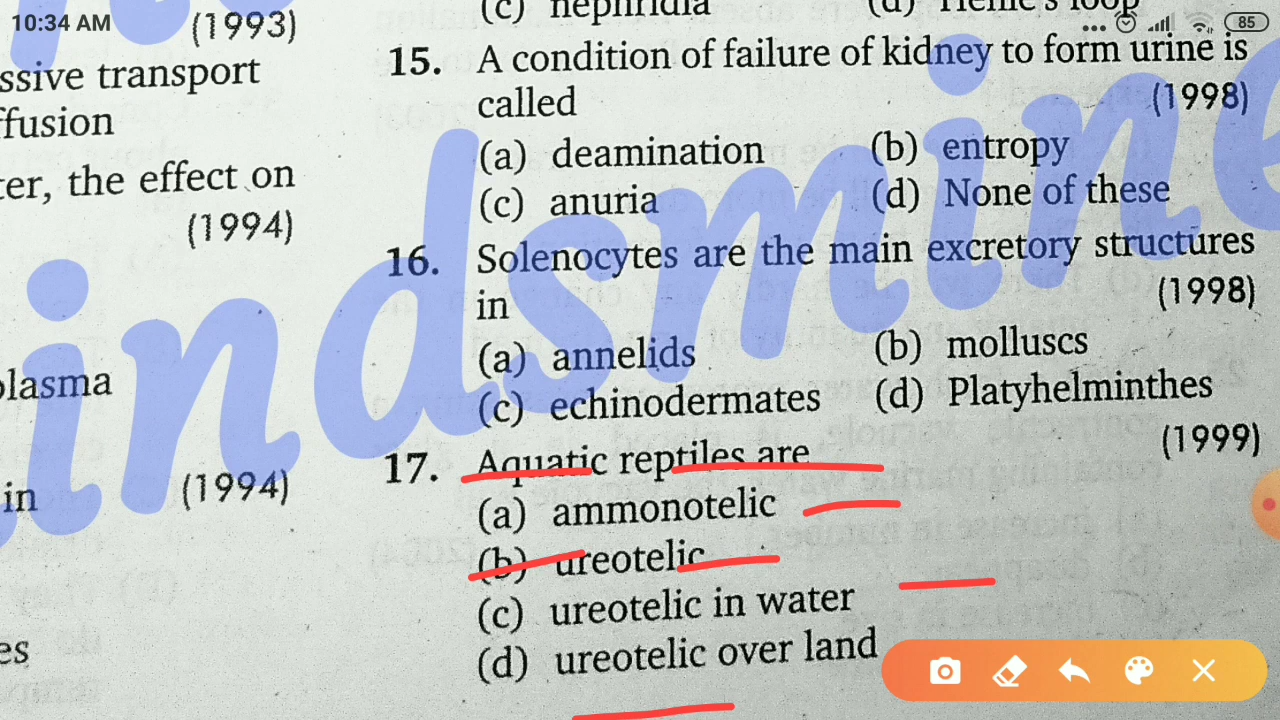 10:34 AM
85
(1993)
ssive transport
ffusion
ter, the effect on
(1994)
plasma
in (1994)
es
(c) nephridia (d) Henle's loop
15. A condition of failure of kidney to form urine is
called (1998)
(a) deamination (b) entropy
(c) anuria (d) None of these
16. Solenocytes are the main excretory structures
in (1998)
(a) annelids (b) molluscs
(c) echinodermates (d) Platyhelminthes
17. Aquatic reptiles are (1999)
(a) ammonotelic
(b) ureotelic
(c) ureotelic in water
(d) ureotelic over land
indsmine